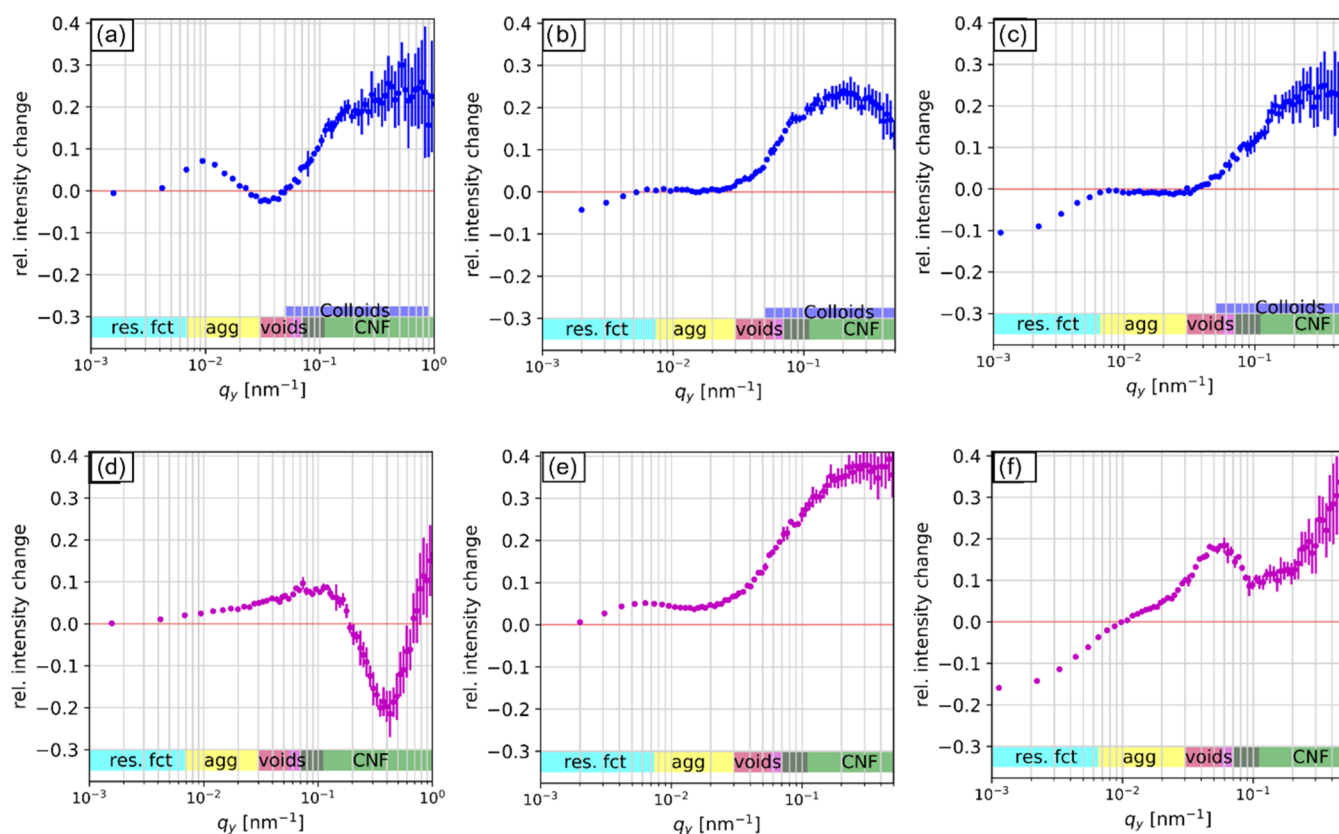 (a)
0.4
0.3
0.2
0.1
0.0
−0.1
−0.2
−0.3
rel. intensity change
Colloids
res. fct agg voids CNF
10⁻³ 10⁻² 10⁻¹ 10⁰
q_y [nm⁻¹]
(b)
0.4
0.3
0.2
0.1
0.0
−0.1
−0.2
−0.3
rel. intensity change
Colloids
res. fct agg voids CNF
10⁻³ 10⁻² 10⁻¹
q_y [nm⁻¹]
(c)
0.4
0.3
0.2
0.1
0.0
−0.1
−0.2
−0.3
rel. intensity change
Colloids
res. fct agg voids CNF
10⁻³ 10⁻² 10⁻¹
q_y [nm⁻¹]
(d)
0.4
0.3
0.2
0.1
0.0
−0.1
−0.2
−0.3
rel. intensity change
res. fct agg voids CNF
10⁻³ 10⁻² 10⁻¹ 10⁰
q_y [nm⁻¹]
(e)
0.4
0.3
0.2
0.1
0.0
−0.1
−0.2
−0.3
rel. intensity change
res. fct agg voids CNF
10⁻³ 10⁻² 10⁻¹
q_y [nm⁻¹]
(f)
0.4
0.3
0.2
0.1
0.0
−0.1
−0.2
−0.3
rel. intensity change
res. fct agg voids CNF
10⁻³ 10⁻² 10⁻¹
q_y [nm⁻¹]